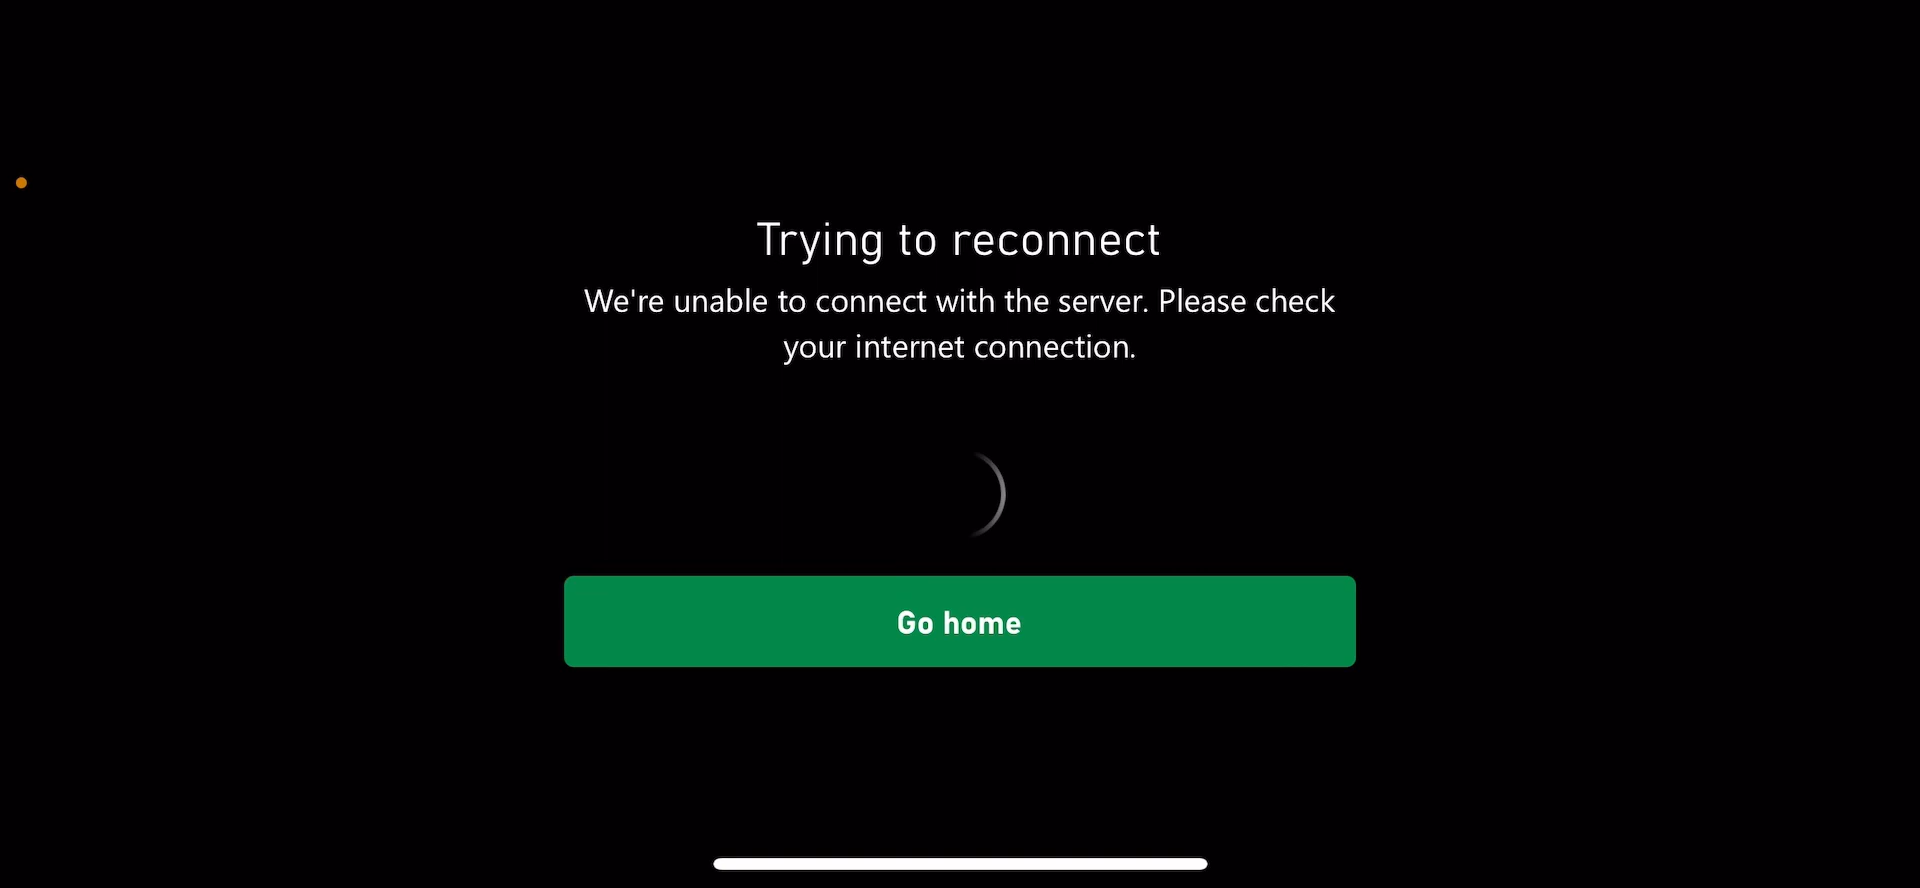 Trying to reconnect
We're unable to connect with the server. Please check
your internet connection.
Go home